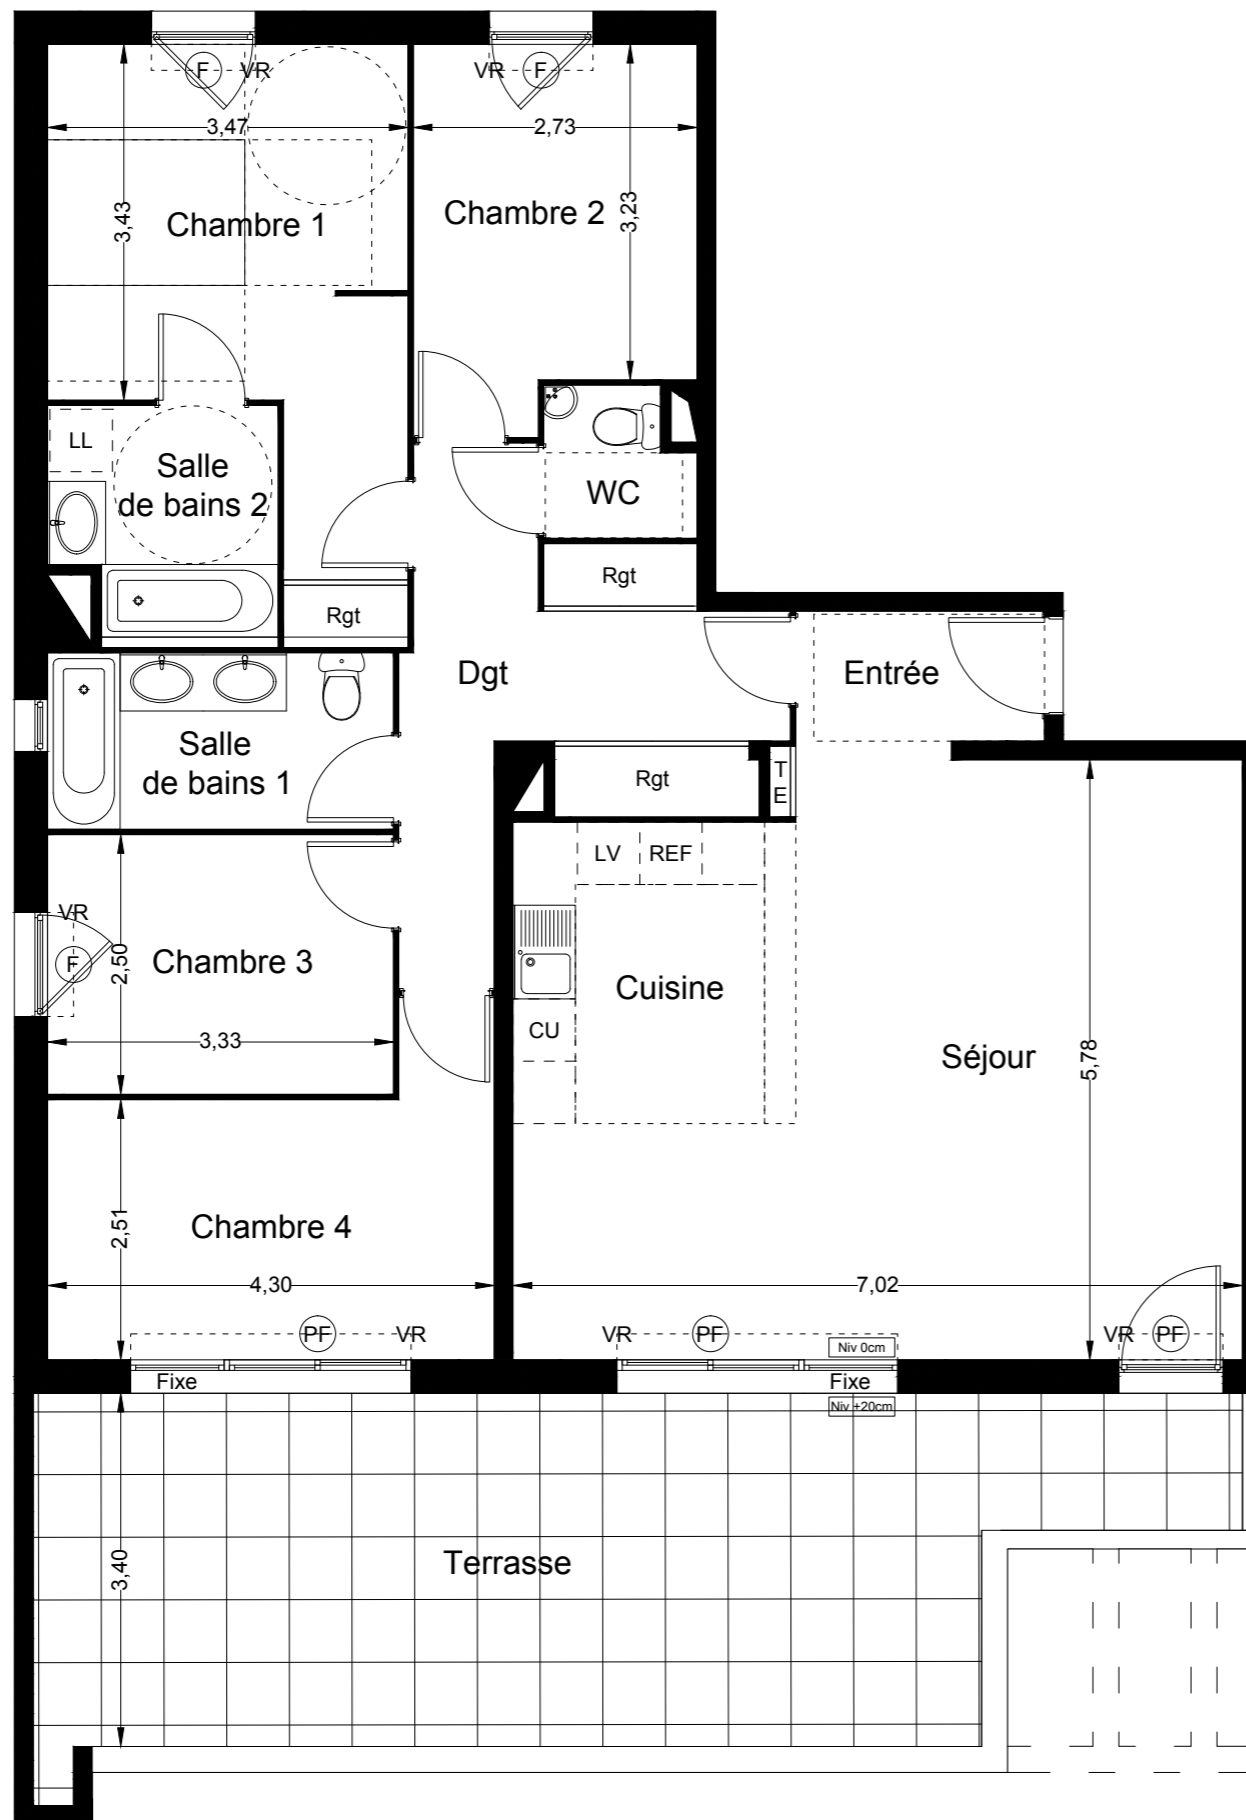 F
VR
VR
F
3,47
2,73
3,43
Chambre 1
Chambre 2
3,23
LL
Salle
de bains 2
WC
Rgt
Rgt
Dgt
Entrée
Salle
de bains 1
Rgt
T
E
LV
REF
VR
F
2,50
Chambre 3
Cuisine
3,33
CU
Séjour
5,78
2,51
Chambre 4
4,30
7,02
PF
VR
VR
PF
Niv 0cm
VR
PF
Fixe
Fixe
Niv +20cm
3,40
Terrasse